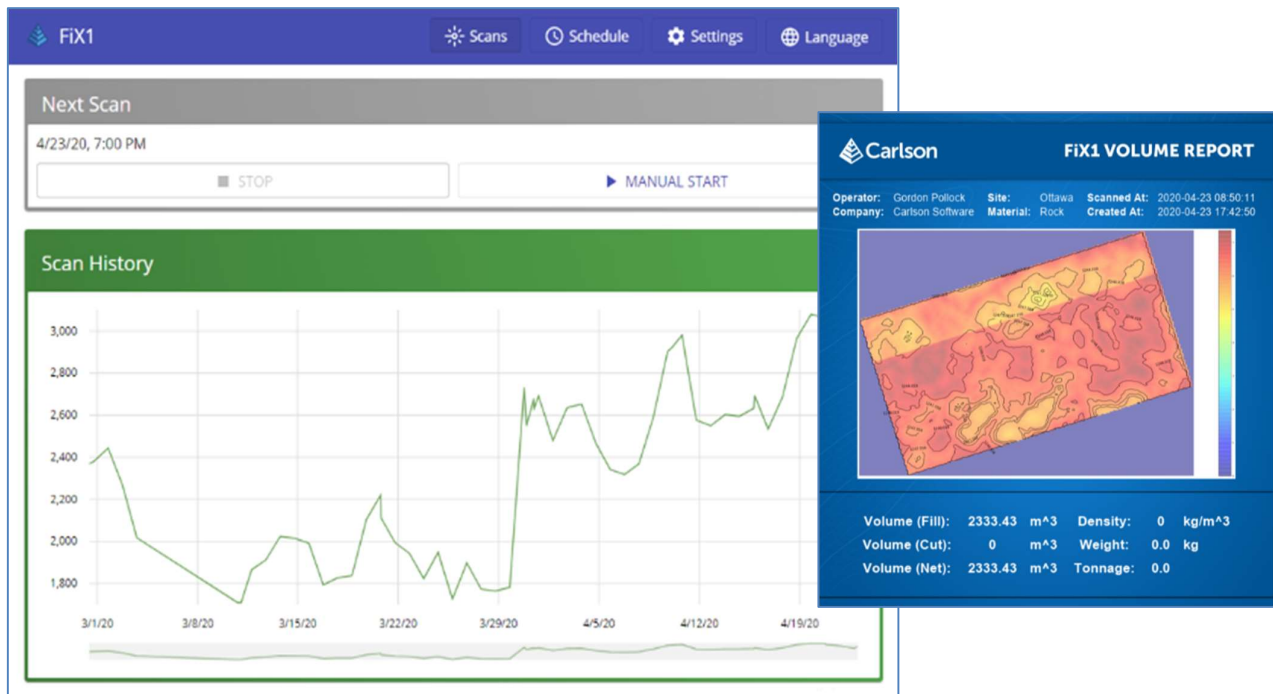 FiX1
Scans Schedule Settings Language
Next Scan
4/23/20, 7:00 PM
STOP MANUAL START
Scan History
3,000
2,800
2,600
2,400
2,200
2,000
1,800
3/1/20 3/8/20 3/15/20 3/22/20 3/29/20 4/5/20 4/12/20 4/19/20
Carlson FiX1 VOLUME REPORT
Operator: Gordon Pollock Site: Ottawa Scanned At: 2020-04-23 08:50:11
Company: Carlson Software Material: Rock Created At: 2020-04-23 17:42:50
Volume (Fill): 2333.43 m^3 Density: 0 kg/m^3
Volume (Cut): 0 m^3 Weight: 0.0 kg
Volume (Net): 2333.43 m^3 Tonnage: 0.0